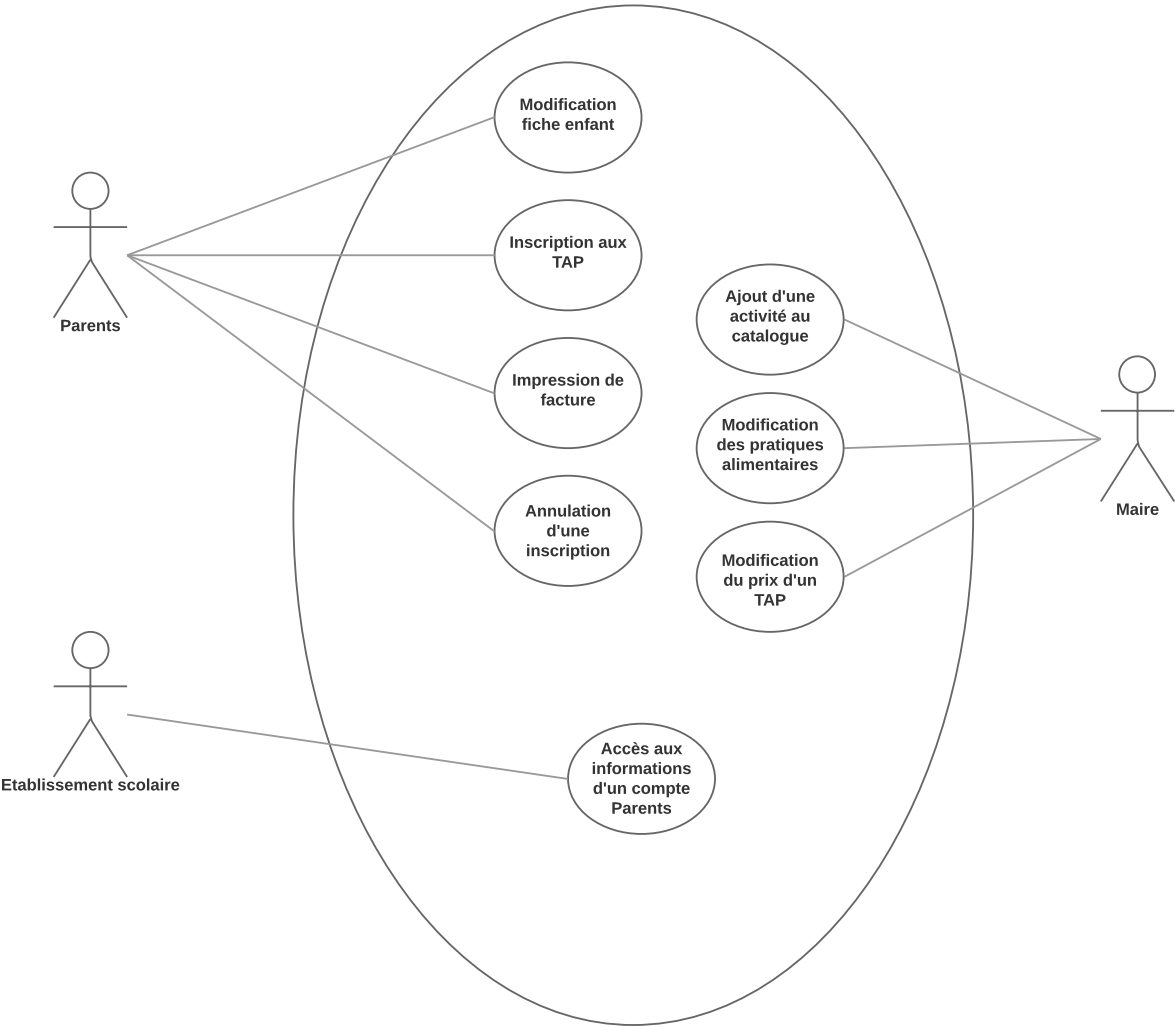 Modification
fiche enfant
Inscription aux
TAP
Impression de
facture
Annulation
d'une
inscription
Ajout d'une
activité au
catalogue
Modification
des pratiques
alimentaires
Modification
du prix d'un
TAP
Accès aux
informations
d'un compte
Parents
Parents
Etablissement scolaire
Maire